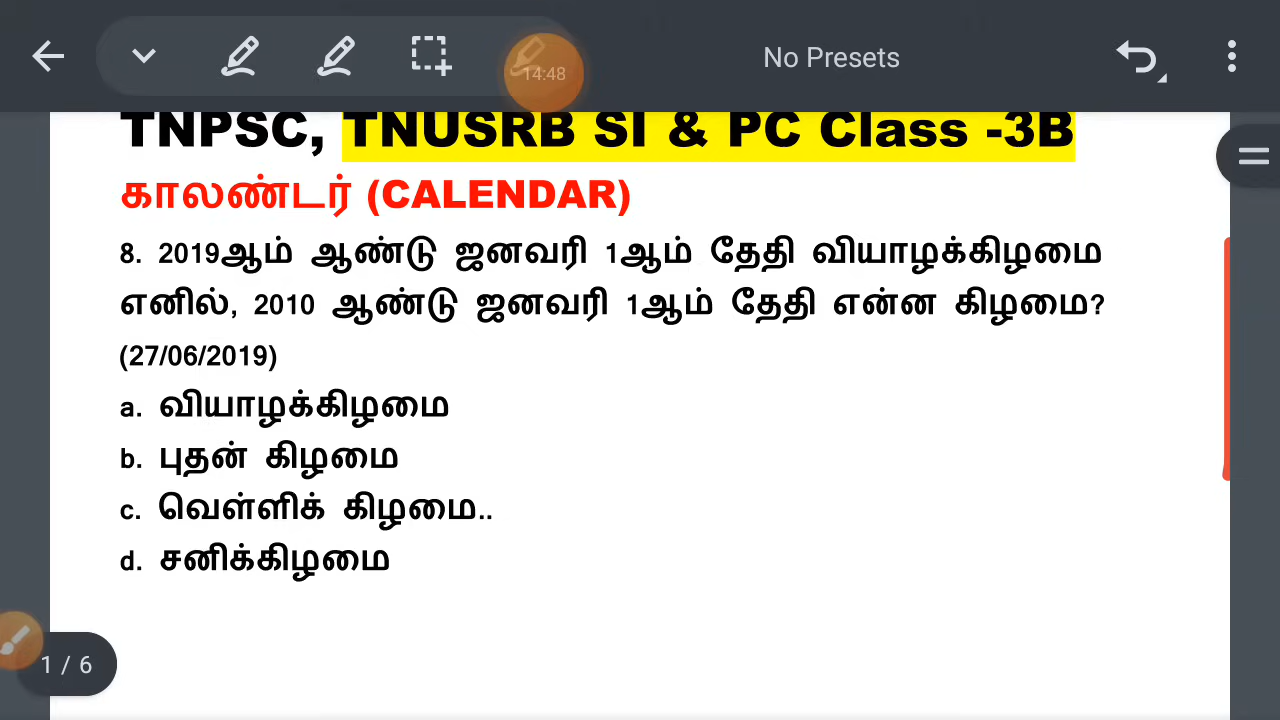 14:48
No Presets
TNPSC, TNUSRB SI & PC Class -3B
காலண்டர் (CALENDAR)
8. 2019ஆம் ஆண்டு ஜனவரி 1ஆம் தேதி வியாழக்கிழமை
எனில், 2010 ஆண்டு ஜனவரி 1ஆம் தேதி என்ன கிழமை?
(27/06/2019)
a. வியாழக்கிழமை
b. புதன் கிழமை
c. வெள்ளிக் கிழமை..
d. சனிக்கிழமை
1 / 6